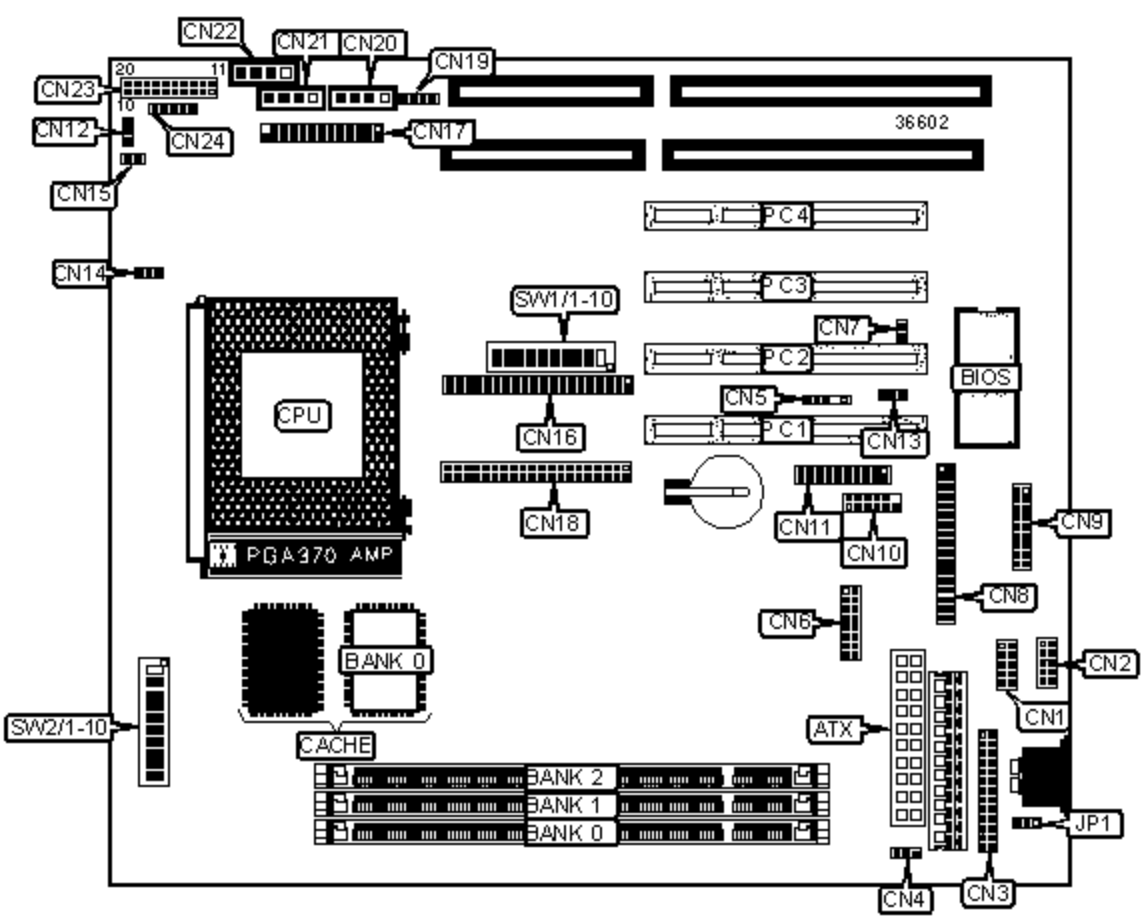 CN22
CN21
CN20
CN19
20
11
CN23
10
CN12
CN24
CN17
36602
CN15
PC4
CN14
PC3
SW1/1-10
CN7
PC2
BIOS
CN5
CPU
PC1
CN13
CN16
CN18
CN11
CN9
CN10
PGA370 AMP
CN8
CN6
BANK 0
CN2
CN1
SW2/1-10
ATX
CACHE
BANK 2
BANK 1
BANK 0
JP1
CN4
CN3